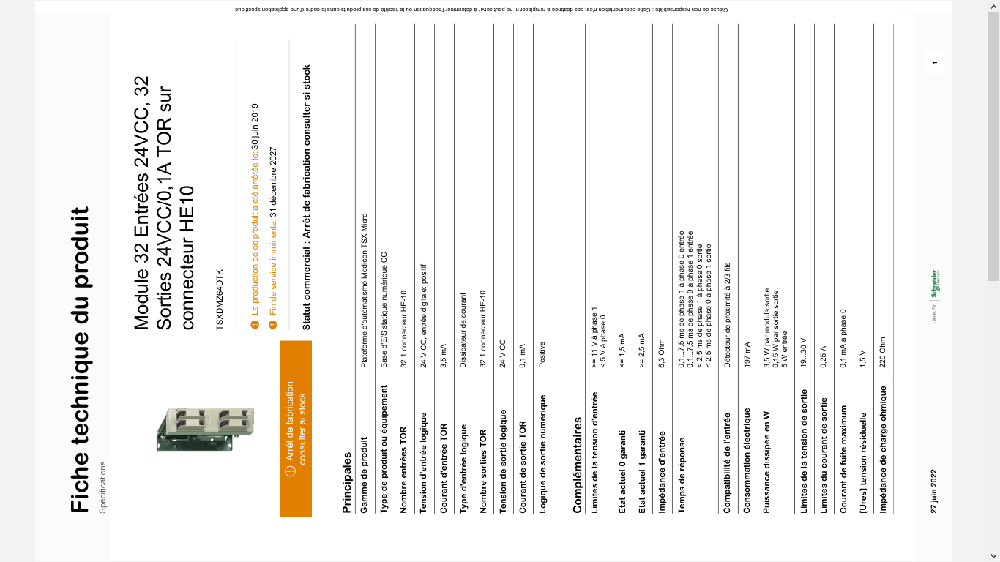 Fiche technique du produit
Spécifications
Module 32 Entrées 24VCC, 32
Sorties 24VCC/0,1A TOR sur
connecteur HE10
TSXDMZ64DTK
La production de ce produit a été arrêtée le: 30 juin 2019
Fin de service imminente: 31 décembre 2027
Arrêt de fabrication
consulter si stock
Statut commercial : Arrêt de fabrication consulter si stock
Principales
Gamme de produit Plateforme d'automatisme Modicon TSX Micro
Type de produit ou équipement Base d'E/S statique numérique CC
Nombre entrées TOR 32 1 connecteur HE-10
Tension d'entrée logique 24 V CC, entrée digitale: positif
Courant d'entrée TOR 3,5 mA
Type d'entrée logique Dissipateur de courant
Nombre sorties TOR 32 1 connecteur HE-10
Tension de sortie logique 24 V CC
Courant de sortie TOR 0,1 mA
Logique de sortie numérique Positive
Complémentaires
Limites de la tension d'entrée >= 11 V à phase 1
< 5 V à phase 0
Etat actuel 0 garanti <= 1,5 mA
Etat actuel 1 garanti >= 2,5 mA
Impédance d'entrée 6,3 Ohm
Temps de réponse 0,1...7,5 ms de phase 1 à phase 0 entrée
0,1...7,5 ms de phase 0 à phase 1 entrée
< 2,5 ms de phase 1 à phase 0 sortie
< 2,5 ms de phase 0 à phase 1 sortie
Compatibilité de l'entrée Détecteur de proximité à 2/3 fils
Consommation électrique 197 mA
Puissance dissipée en W 3,5 W par module sortie
0,15 W par sortie sortie
5 W entrée
Limites de la tension de sortie 19...30 V
Limites du courant de sortie 0,25 A
Courant de fuite maximum 0,1 mA à phase 0
[Ures] tension résiduelle 1,5 V
Impédance de charge ohmique 220 Ohm
Clause de non responsabilité : Cette documentation n'est pas destinée à remplacer ni ne peut servir à déterminer l'adéquation ou la fiabilité de ces produits dans le cadre d'une application spécifique
27 juin 2022
Life Is On | Schneider
Electric
1